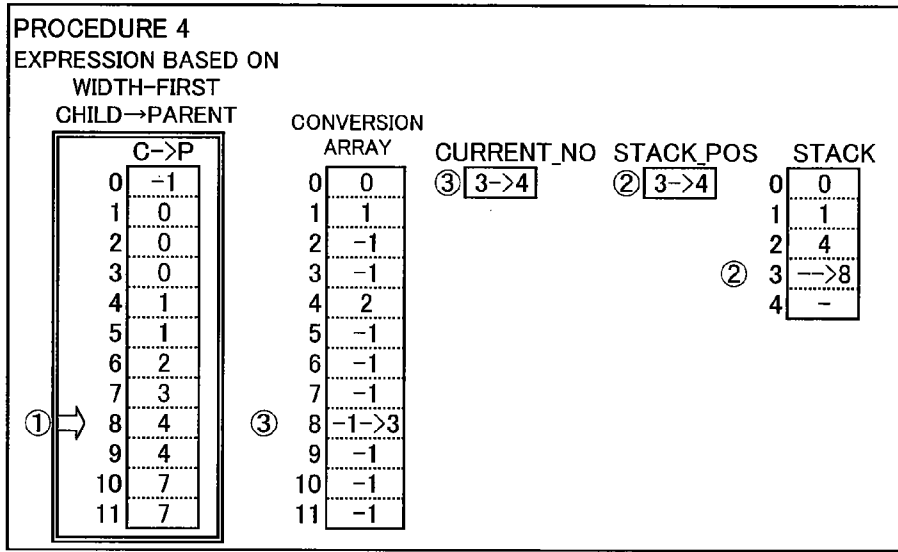 PROCEDURE 4
EXPRESSION BASED ON
WIDTH-FIRST
CHILD→PARENT
CONVERSION
ARRAY
CURRENT_NO STACK_POS STACK
C->P
③ 3->4 ② 3->4
0 -1 0 0 0 0
1 0 1 1 1 1
2 0 2 -1 2 4
3 0 3 -1 ② 3 -->8
4 1 4 2 4 -
5 1 5 -1
6 2 6 -1
7 3 7 -1
① 8 4 ③ 8 -1->3
9 4 9 -1
10 7 10 -1
11 7 11 -1